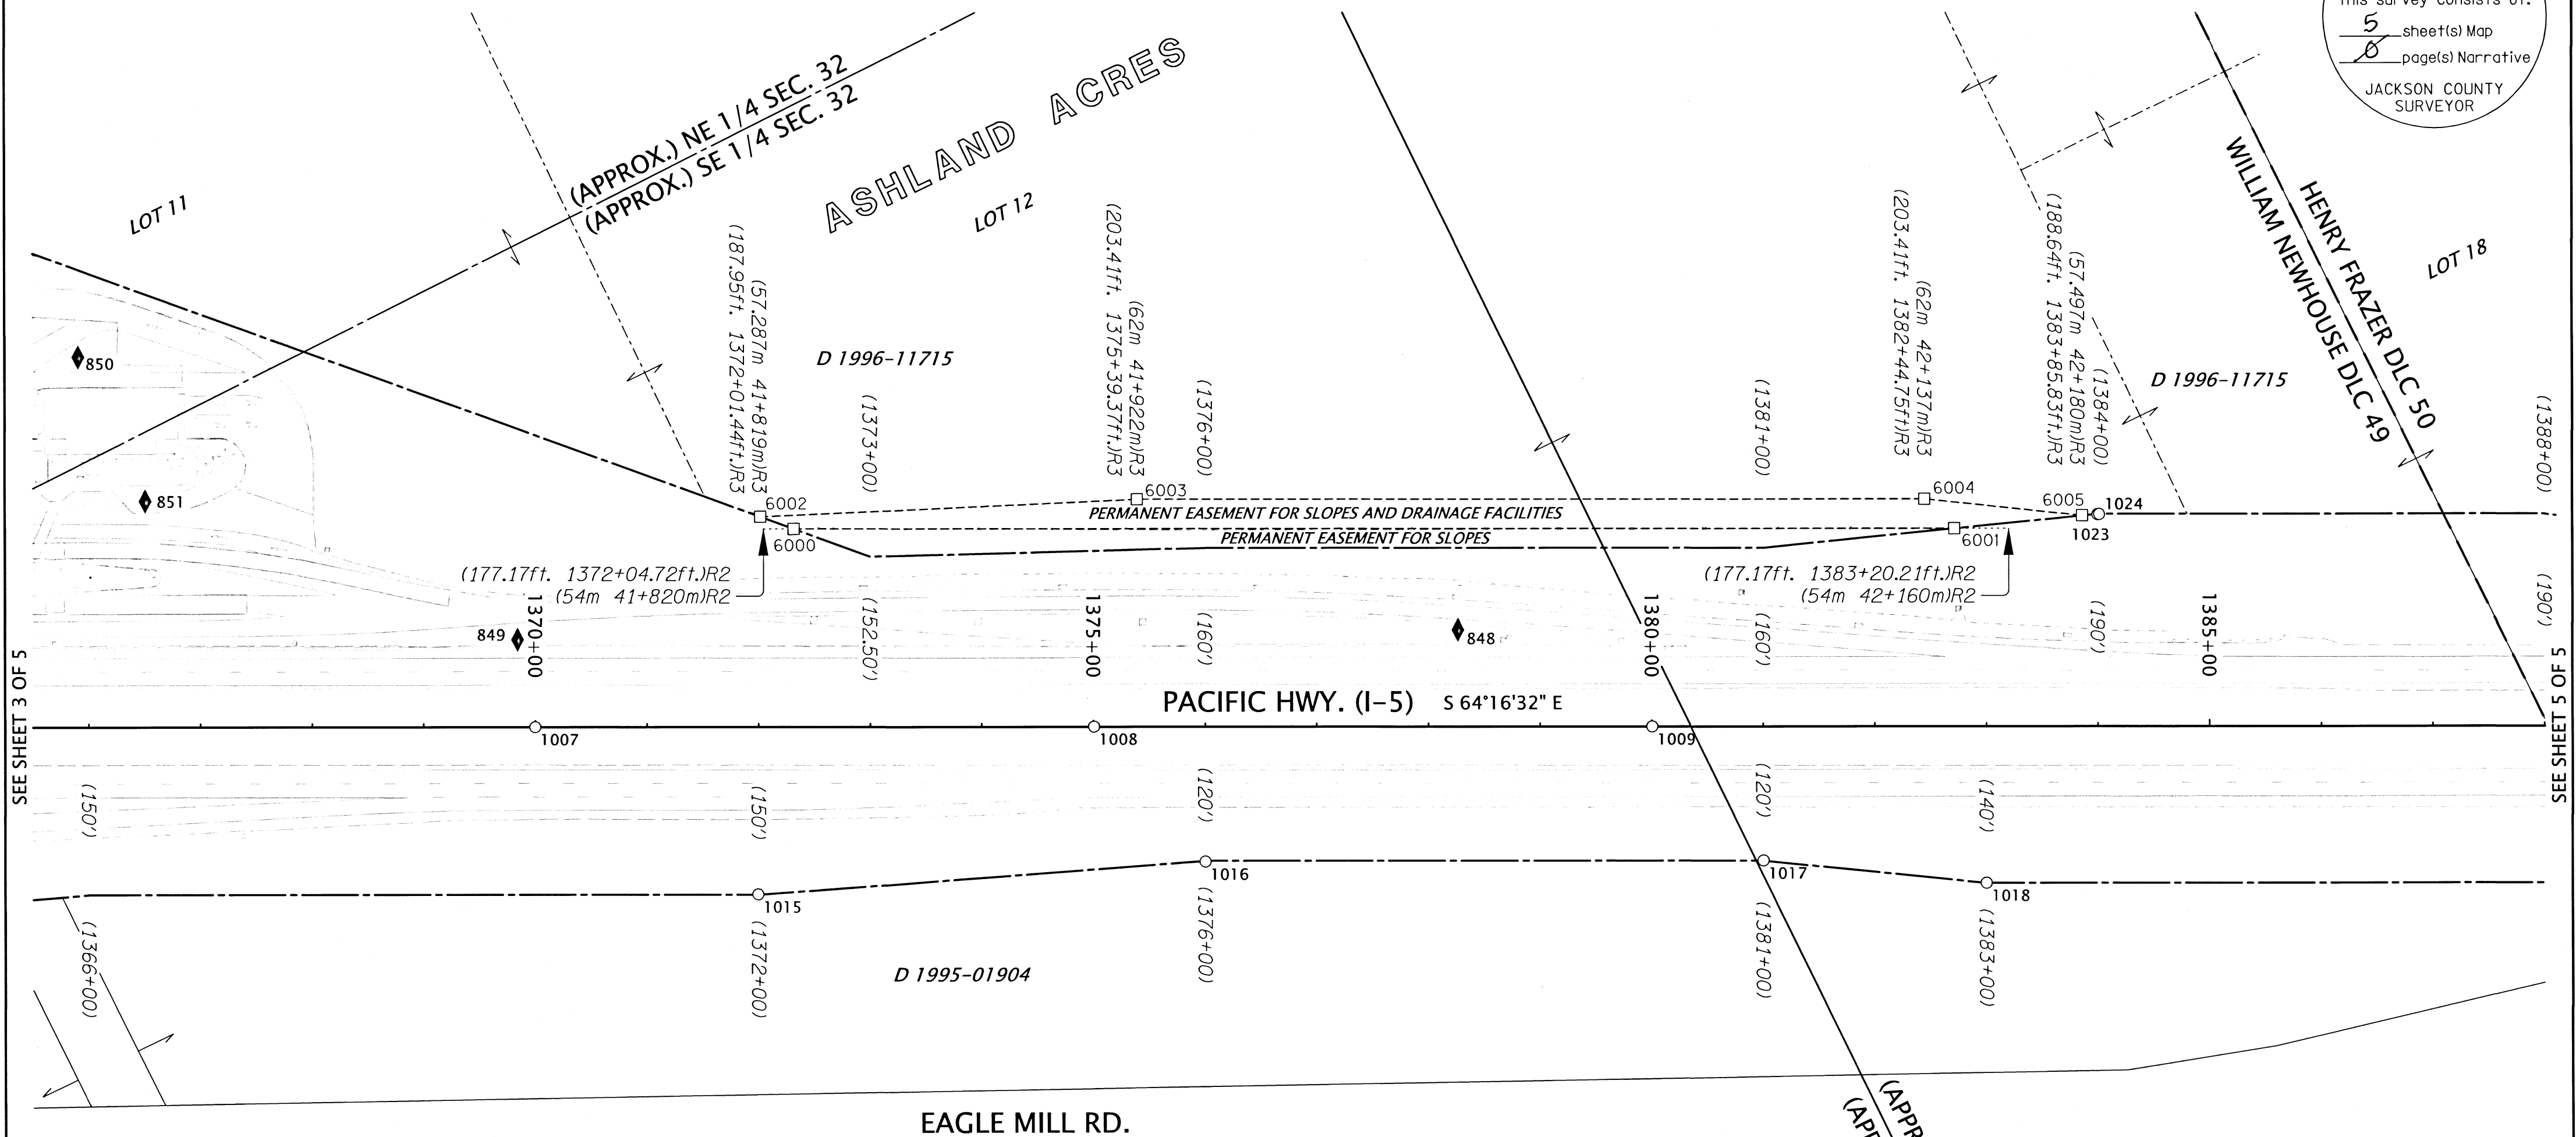 This survey consists of:
5 sheet(s) Map
0 page(s) Narrative
JACKSON COUNTY
SURVEYOR
(APPROX.) NE 1/4 SEC. 32
(APPROX.) SE 1/4 SEC. 32
ASHLAND ACRES
LOT 11
LOT 12
LOT 18
HENRY FRAZER DLC 50
WILLIAM NEWHOUSE DLC 49
(187.95ft. 1372+01.44ft.)R3
(57.287m 41+819m)R3
(1373+00)
(203.41ft. 1375+39.37ft.)R3
(62m 41+922m)R3
(1376+00)
(1381+00)
(203.41ft. 1382+44.75ft)R3
(62m 42+137m)R3
(188.64ft. 1383+85.83ft.)R3
(57.497m 42+180m)R3
(1384+00)
(1388+00)
D 1996-11715
D 1996-11715
850
851
6002
6003
6004
6005
1024
1023
6000
6001
PERMANENT EASEMENT FOR SLOPES AND DRAINAGE FACILITIES
PERMANENT EASEMENT FOR SLOPES
(177.17ft. 1372+04.72ft.)R2
(54m 41+820m)R2
(177.17ft. 1383+20.21ft.)R2
(54m 42+160m)R2
849
848
1370+00
(152.50')
1375+00
(160')
1380+00
(160')
(190')
1385+00
(190')
SEE SHEET 3 OF 5
SEE SHEET 5 OF 5
PACIFIC HWY. (I-5) S 64°16'32" E
1007
1008
1009
(150')
(150')
(120')
(120')
(140')
1015
1016
1017
1018
(1366+00)
(1372+00)
(1376+00)
(1381+00)
(1383+00)
D 1995-01904
EAGLE MILL RD.
(APPR
(APP